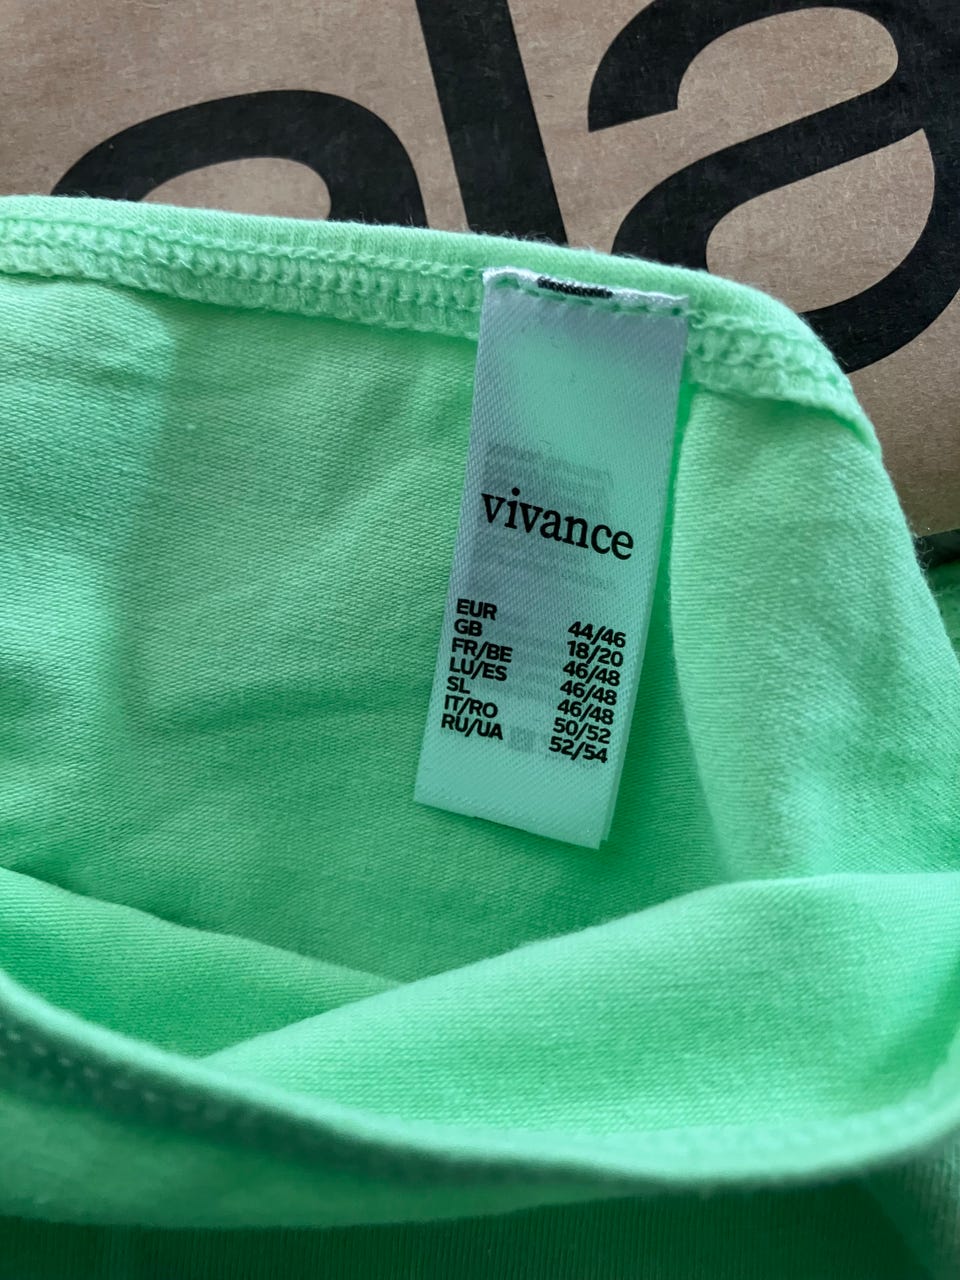 ala
vivance
EUR 44/46
GB 18/20
FR/BE 46/48
LU/ES 46/48
SL 46/48
IT/RO 50/52
RU/UA 52/54